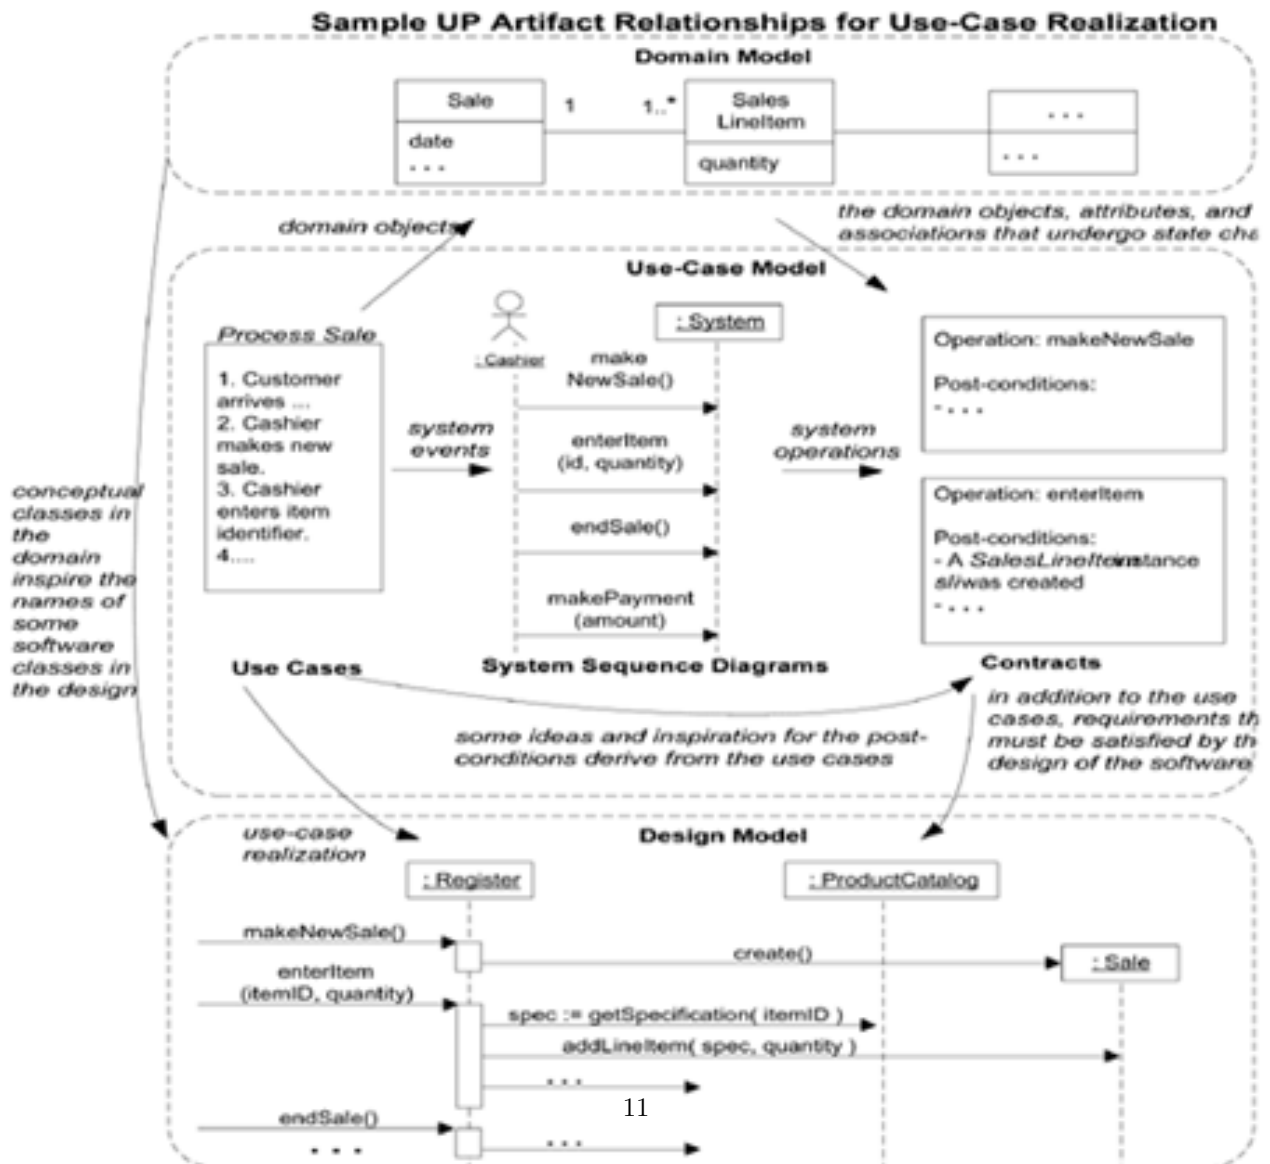 Sample UP Artifact Relationships for Use-Case Realization
Domain Model
Sale
1
1..*
Sales
LineItem
. . .
date
. . .
quantity
. . .
domain objects
the domain objects, attributes, and
associations that undergo state cha
Use-Case Model
Process Sale
1. Customer
arrives ...
2. Cashier
makes new
sale.
3. Cashier
enters item
identifier.
4....
system
events
: Cashier
: System
make
NewSale()
enterItem
(id, quantity)
endSale()
makePayment
(amount)
system
operations
Operation: makeNewSale
Post-conditions:
- . . .
Operation: enterItem
Post-conditions:
- A SalesLineItem instance
sli was created
- . . .
conceptual
classes in
the
domain
inspire the
names of
some
software
classes in
the design
Use Cases
System Sequence Diagrams
Contracts
some ideas and inspiration for the post-
conditions derive from the use cases
in addition to the use
cases, requirements th
must be satisfied by th
design of the software
use-case
realization
Design Model
: Register
: ProductCatalog
makeNewSale()
create()
: Sale
enterItem
(itemID, quantity)
spec := getSpecification( itemID )
addLineItem( spec, quantity )
. . .
11
endSale()
. . .
. . .